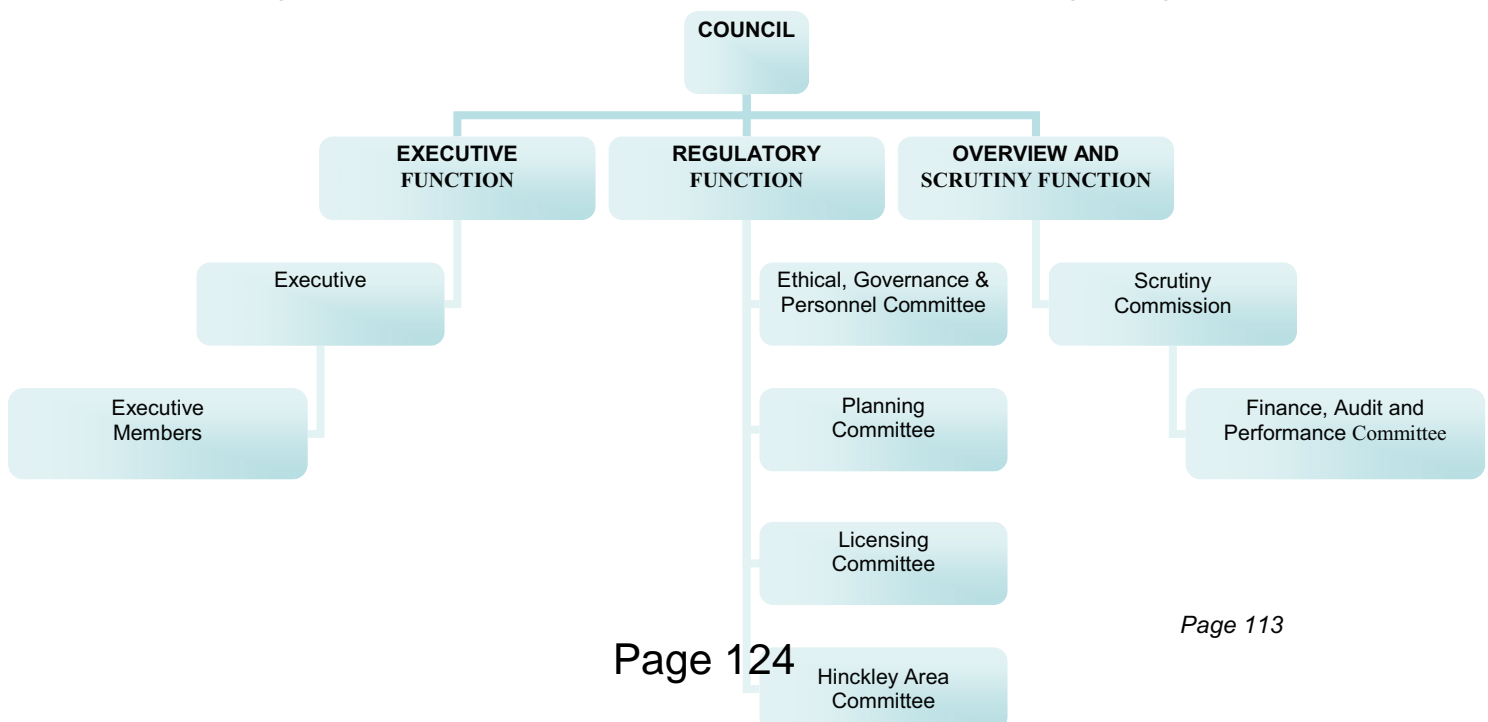 COUNCIL
EXECUTIVE
FUNCTION
REGULATORY
FUNCTION
OVERVIEW AND
SCRUTINY FUNCTION
Executive
Ethical, Governance &
Personnel Committee
Scrutiny
Commission
Executive
Members
Planning
Committee
Finance, Audit and
Performance Committee
Licensing
Committee
Page 113
Page 124
Hinckley Area
Committee